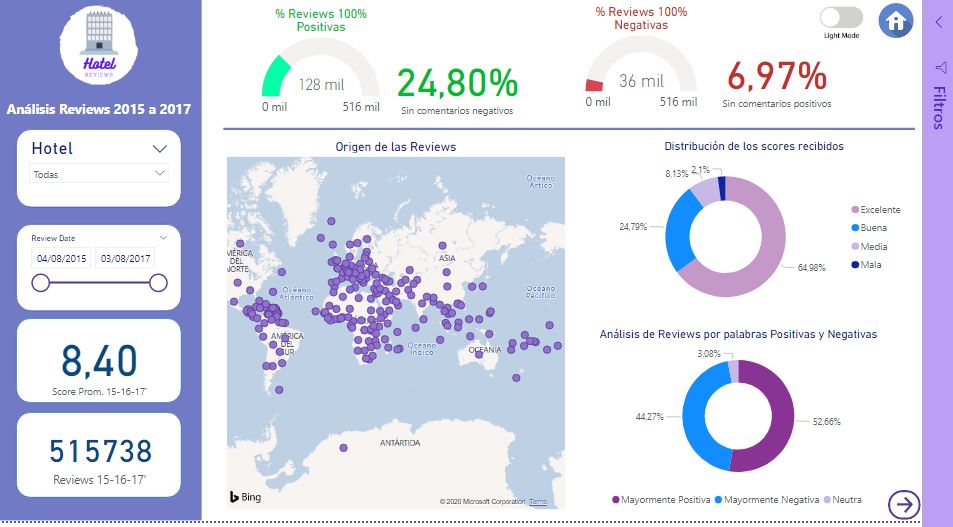 Hotel
REVIEWS
Análisis Reviews 2015 a 2017
Hotel
Todas
Review Date
04/08/2015
03/08/2017
8,40
Score Prom. 15-16-17'
515738
Reviews 15-16-17'
% Reviews 100%
Positivas
128 mil
0 mil
516 mil
24,80%
Sin comentarios negativos
% Reviews 100%
Negativas
36 mil
0 mil
516 mil
6,97%
Sin comentarios positivos
Light Mode
Filtros
Origen de las Reviews
Océano
Ártico
MÉRICA
DEL
NORTE
ASIA
Océano
Atlántico
Océano
Pacífico
AMÉRICA
DEL
SUR
Océano
Índico
OCEANÍA
ANTÁRTIDA
Bing
© 2020 Microsoft Corporation Terms
Distribución de los scores recibidos
8,13%
2,1%
24,79%
64,98%
Excelente
Buena
Media
Mala
Análisis de Reviews por palabras Positivas y Negativas
3,08%
44,27%
52,66%
Mayormente Positiva
Mayormente Negativa
Neutra